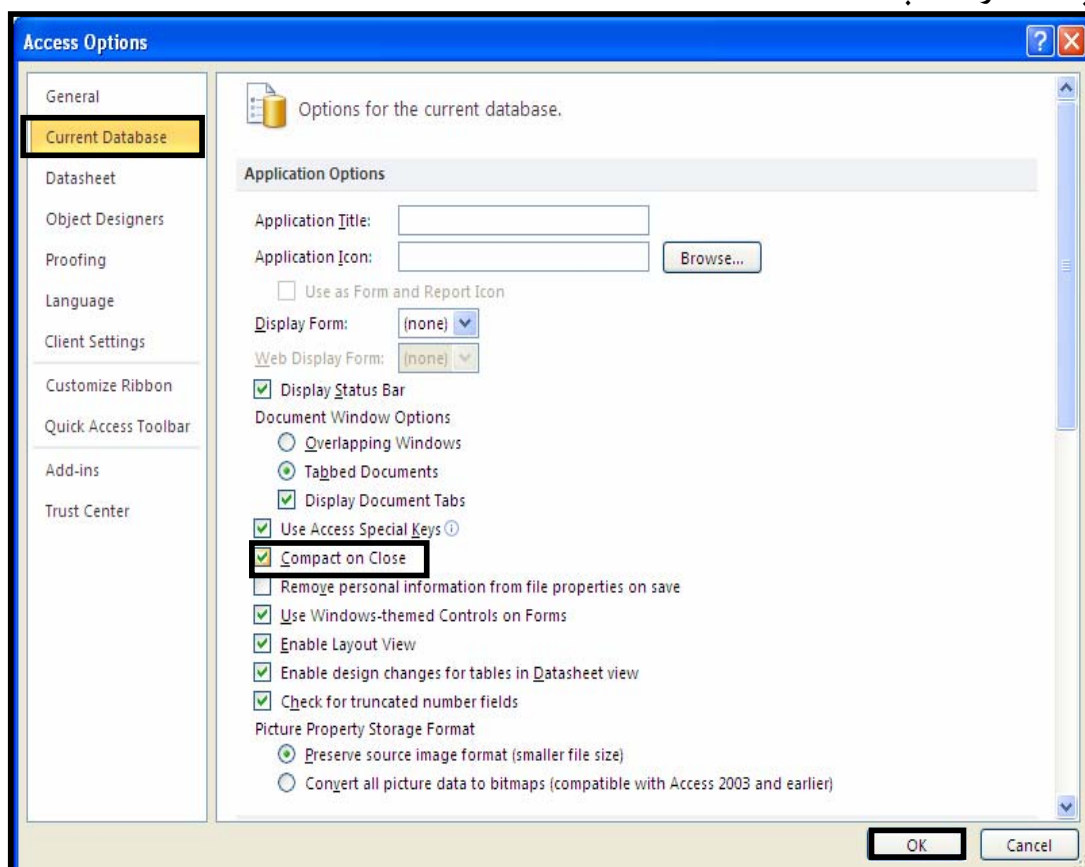 Access Options
General
Current Database
Datasheet
Object Designers
Proofing
Language
Client Settings
Customize Ribbon
Quick Access Toolbar
Add-ins
Trust Center
Options for the current database.
Application Options
Application Title:
Application Icon:
Browse...
Use as Form and Report Icon
Display Form: (none)
Web Display Form: (none)
Display Status Bar
Document Window Options
Overlapping Windows
Tabbed Documents
Display Document Tabs
Use Access Special Keys
Compact on Close
Remove personal information from file properties on save
Use Windows-themed Controls on Forms
Enable Layout View
Enable design changes for tables in Datasheet view
Check for truncated number fields
Picture Property Storage Format
Preserve source image format (smaller file size)
Convert all picture data to bitmaps (compatible with Access 2003 and earlier)
OK Cancel